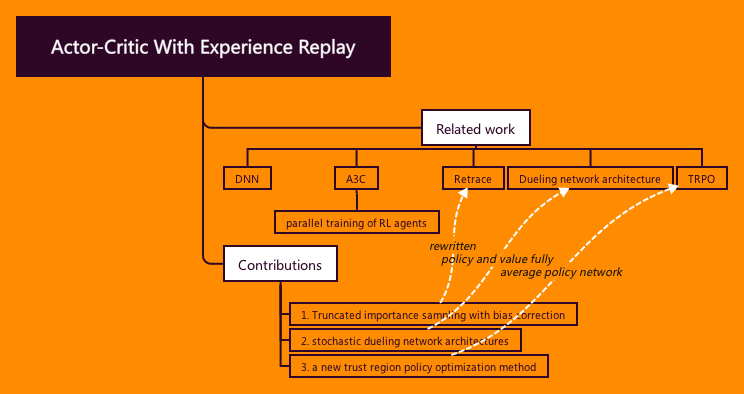 Actor-Critic With Experience Replay
Related work
DNN
A3C
Retrace
Dueling network architecture
TRPO
parallel training of RL agents
rewritten
policy and value fully
average policy network
Contributions
1. Truncated importance sampling with bias correction
2. stochastic dueling network architectures
3. a new trust region policy optimization method